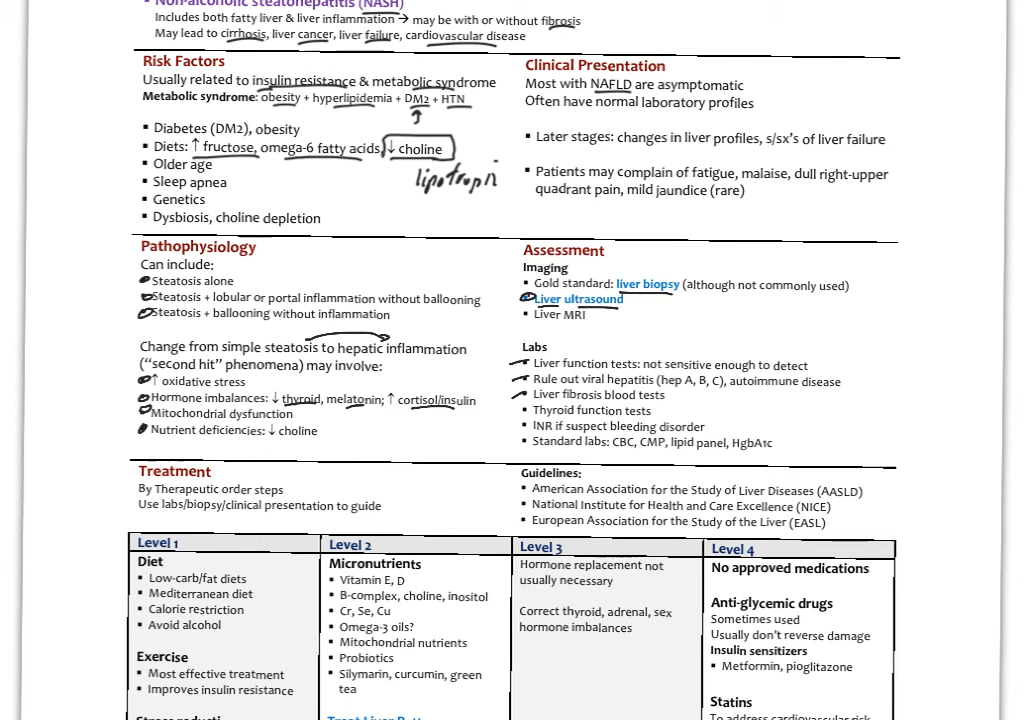 Non-alcoholic steatohepatitis (NASH)
Includes both fatty liver & liver inflammation → may be with or without fibrosis
May lead to cirrhosis, liver cancer, liver failure, cardiovascular disease
Risk Factors
Usually related to insulin resistance & metabolic syndrome
Metabolic syndrome: obesity + hyperlipidemia + DM2 + HTN
▪ Diabetes (DM2), obesity
▪ Diets: ↑ fructose, omega-6 fatty acids, ↓ choline
lipotropic
▪ Older age
▪ Sleep apnea
▪ Genetics
▪ Dysbiosis, choline depletion
Clinical Presentation
Most with NAFLD are asymptomatic
Often have normal laboratory profiles
▪ Later stages: changes in liver profiles, s/sx's of liver failure
▪ Patients may complain of fatigue, malaise, dull right-upper
quadrant pain, mild jaundice (rare)
Pathophysiology
Can include:
Steatosis alone
Steatosis + lobular or portal inflammation without ballooning
Steatosis + ballooning without inflammation
Change from simple steatosis to hepatic inflammation
("second hit" phenomena) may involve:
↑ oxidative stress
Hormone imbalances: ↓ thyroid, melatonin; ↑ cortisol/insulin
Mitochondrial dysfunction
Nutrient deficiencies: ↓ choline
Assessment
Imaging
▪ Gold standard: liver biopsy (although not commonly used)
Liver ultrasound
▪ Liver MRI
Labs
Liver function tests: not sensitive enough to detect
Rule out viral hepatitis (hep A, B, C), autoimmune disease
Liver fibrosis blood tests
▪ Thyroid function tests
▪ INR if suspect bleeding disorder
▪ Standard labs: CBC, CMP, lipid panel, HgbA1c
Treatment
By Therapeutic order steps
Use labs/biopsy/clinical presentation to guide
Guidelines:
▪ American Association for the Study of Liver Diseases (AASLD)
▪ National Institute for Health and Care Excellence (NICE)
▪ European Association for the Study of the Liver (EASL)
Level 1
Diet
▪ Low-carb/fat diets
▪ Mediterranean diet
▪ Calorie restriction
▪ Avoid alcohol
Exercise
▪ Most effective treatment
▪ Improves insulin resistance
Level 2
Micronutrients
▪ Vitamin E, D
▪ B-complex, choline, inositol
▪ Cr, Se, Cu
▪ Omega-3 oils?
▪ Mitochondrial nutrients
▪ Probiotics
▪ Silymarin, curcumin, green
tea
Level 3
Hormone replacement not
usually necessary
Correct thyroid, adrenal, sex
hormone imbalances
Level 4
No approved medications
Anti-glycemic drugs
Sometimes used
Usually don't reverse damage
Insulin sensitizers
▪ Metformin, pioglitazone
Statins
To address cardiovascular risk